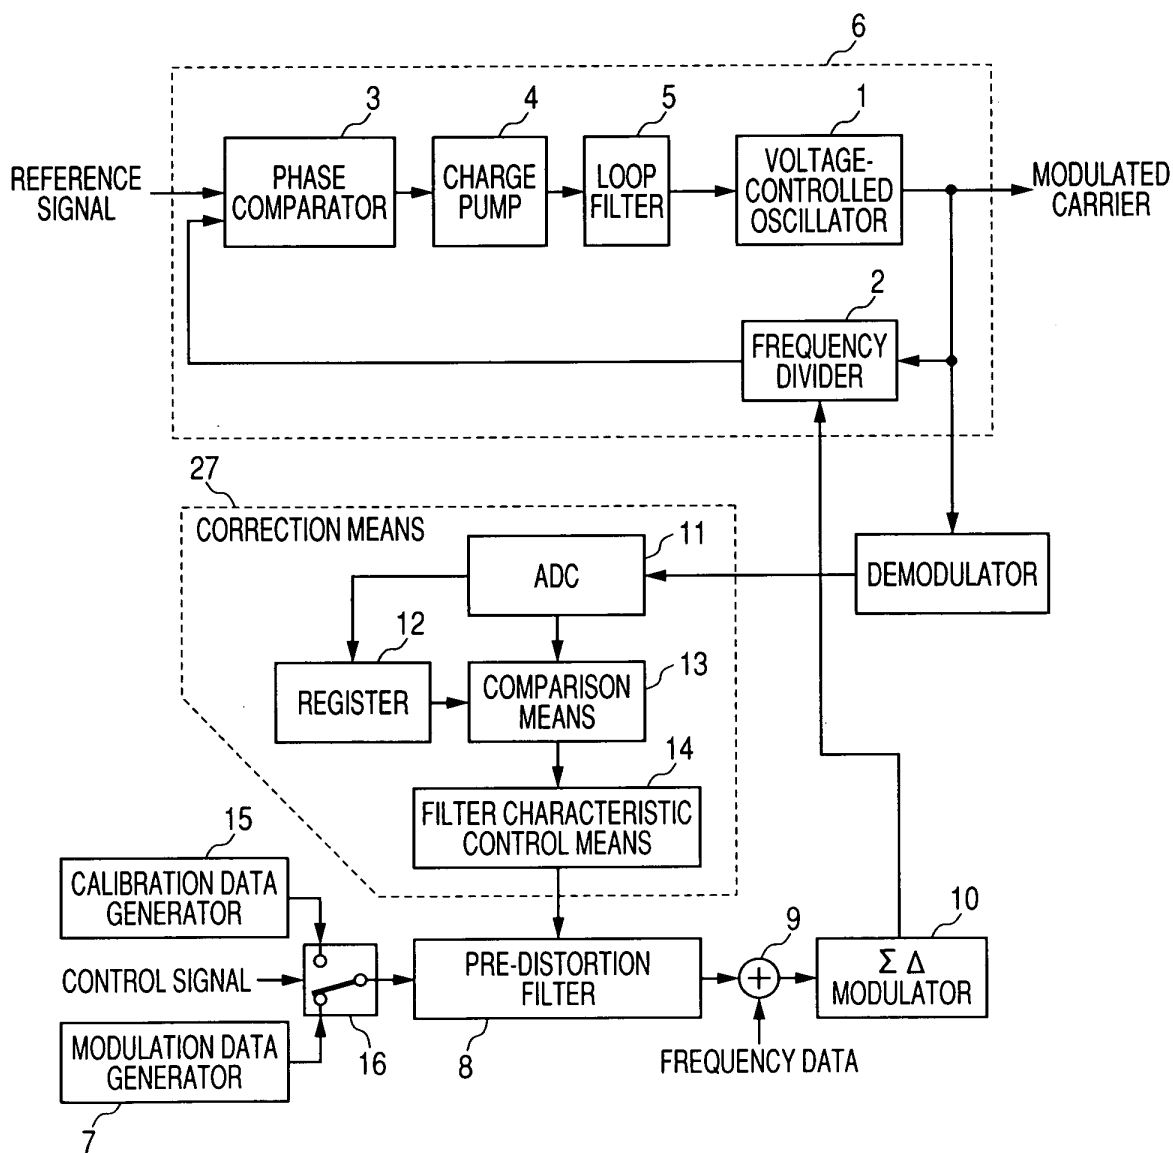 6
3
4
5
1
REFERENCE
SIGNAL
PHASE
COMPARATOR
CHARGE
PUMP
LOOP
FILTER
VOLTAGE-
CONTROLLED
OSCILLATOR
MODULATED
CARRIER
2
FREQUENCY
DIVIDER
27
CORRECTION MEANS
11
ADC
DEMODULATOR
12
13
REGISTER
COMPARISON
MEANS
14
FILTER CHARACTERISTIC
CONTROL MEANS
15
CALIBRATION DATA
GENERATOR
9
10
CONTROL SIGNAL
PRE-DISTORTION
FILTER
+
Σ Δ
MODULATOR
MODULATION DATA
GENERATOR
16
8
FREQUENCY DATA
7